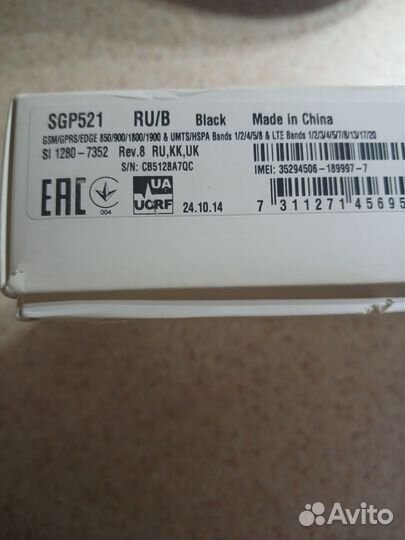 SGP521 RU/B Black Made in China
GSM/GPRS/EDGE 850/900/1800/1900 & UMTS/HSPA Bands 1/2/4/5/8 & LTE Bands 1/2/3/4/5/7/8/13/17/20
SI 1280-7352 Rev.8 RU,KK,UK
S/N: CB5128A7QC
IMEI: 35294506-189997-7
EAC 004 UA UCRF 24.10.14
7 311271 45695
Avito